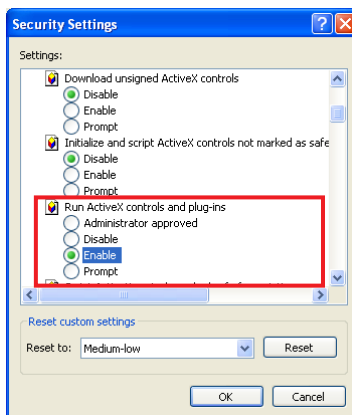 Security Settings
Settings:
Download unsigned ActiveX controls
Disable
Enable
Prompt
Initialize and script ActiveX controls not marked as safe
Disable
Enable
Prompt
Run ActiveX controls and plug-ins
Administrator approved
Disable
Enable
Prompt
Reset custom settings
Reset to: Medium-low Reset
OK Cancel